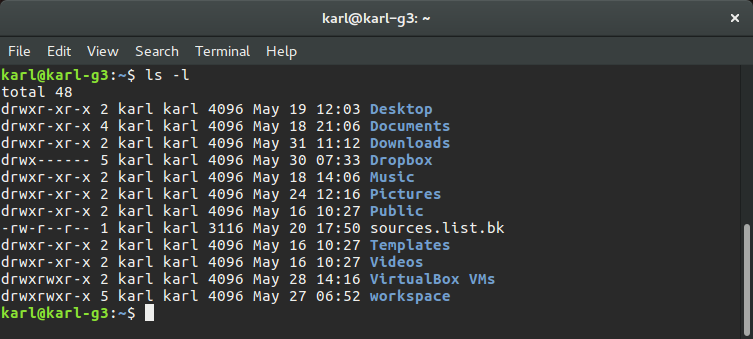 karl@karl-g3: ~
File Edit View Search Terminal Help
karl@karl-g3:~$ ls -l
total 48
drwxr-xr-x 2 karl karl 4096 May 19 12:03 Desktop
drwxr-xr-x 4 karl karl 4096 May 18 21:06 Documents
drwxr-xr-x 2 karl karl 4096 May 31 11:12 Downloads
drwx------ 5 karl karl 4096 May 30 07:33 Dropbox
drwxr-xr-x 2 karl karl 4096 May 18 14:06 Music
drwxr-xr-x 2 karl karl 4096 May 24 12:16 Pictures
drwxr-xr-x 2 karl karl 4096 May 16 10:27 Public
-rw-r--r-- 1 karl karl 3116 May 20 17:50 sources.list.bk
drwxr-xr-x 2 karl karl 4096 May 16 10:27 Templates
drwxr-xr-x 2 karl karl 4096 May 16 10:27 Videos
drwxrwxr-x 2 karl karl 4096 May 28 14:16 VirtualBox VMs
drwxrwxr-x 5 karl karl 4096 May 27 06:52 workspace
karl@karl-g3:~$